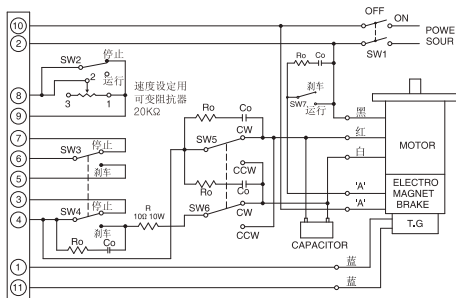 OFF
ON
10
2
POWE
SOUR
SW1
SW2
停止
运行
2
3
1
8
9
速度设定用
可变阻抗器
20KΩ
Ro
Co
刹车
SW7
运行
黑
红
白
MOTOR
'A'
'A'
ELECTRO
MAGNET
BRAKE
T.G
7
6
5
SW3
停止
刹车
Ro
Co
SW5
CW
CCW
Ro
Co
SW6
CW
CCW
3
4
SW4
停止
刹车
R
10Ω 10W
Ro
Co
CAPACITOR
1
蓝
11
蓝